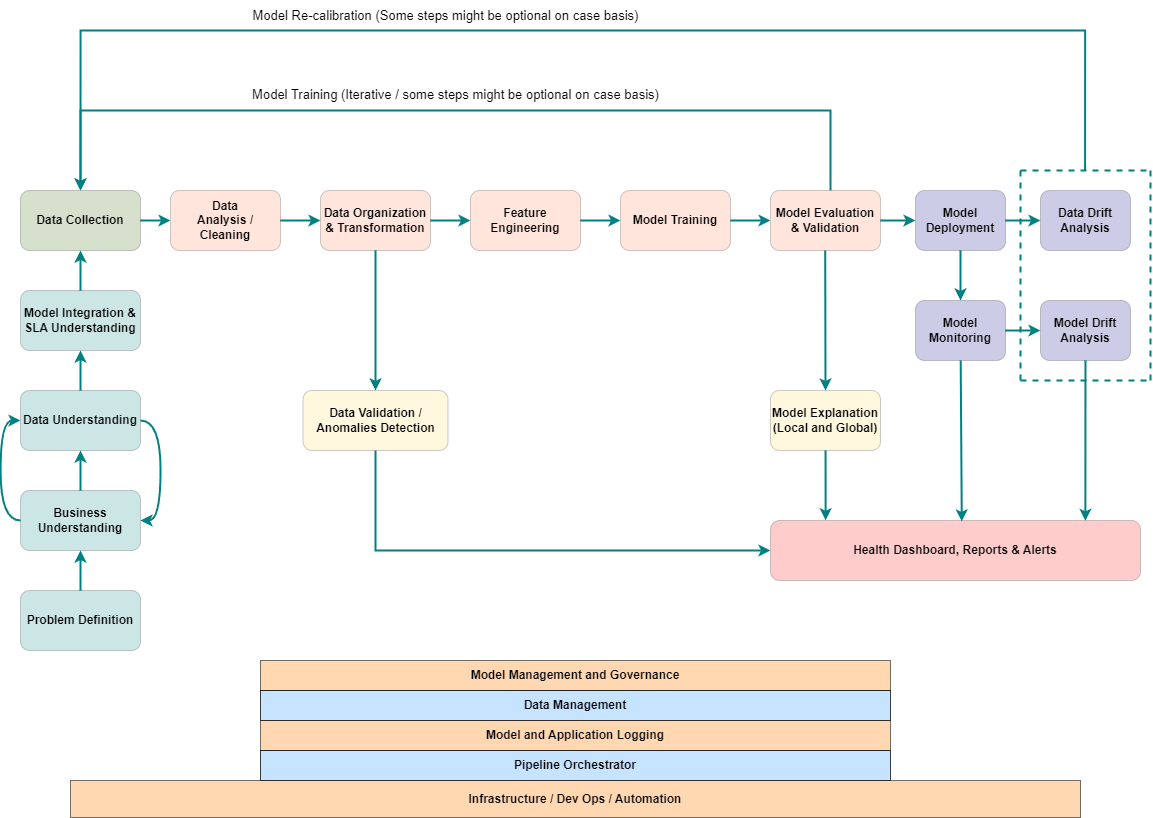 Model Re-calibration (Some steps might be optional on case basis)
Model Training (Iterative / some steps might be optional on case basis)
Data Collection
Data
Analysis /
Cleaning
Data Organization
& Transformation
Feature
Engineering
Model Training
Model Evaluation
& Validation
Model
Deployment
Data Drift
Analysis
Model Integration &
SLA Understanding
Model
Monitoring
Model Drift
Analysis
Data Understanding
Data Validation /
Anomalies Detection
Model Explanation
(Local and Global)
Business
Understanding
Health Dashboard, Reports & Alerts
Problem Definition
Model Management and Governance
Data Management
Model and Application Logging
Pipeline Orchestrator
Infrastructure / Dev Ops / Automation